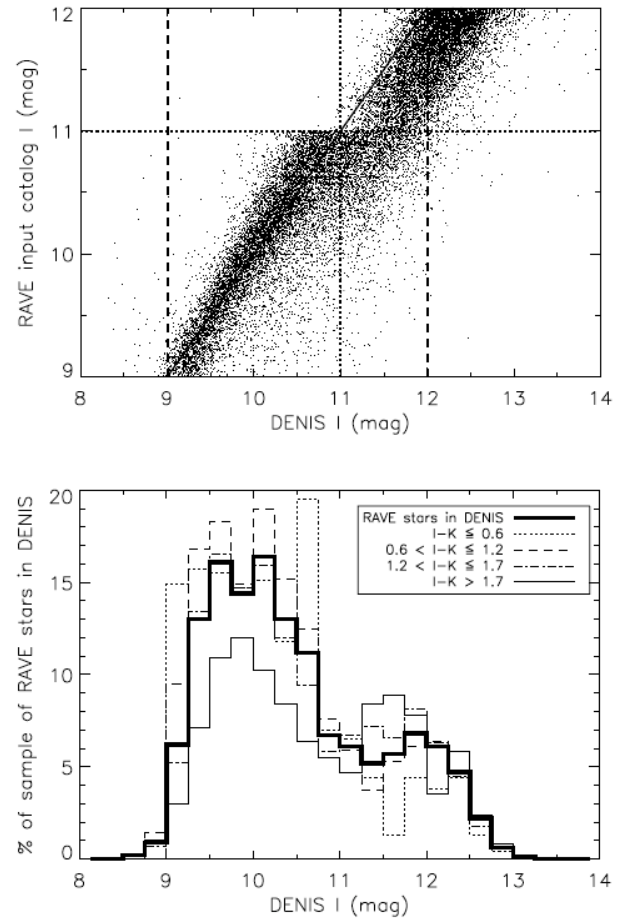 RAVE input catalog I (mag)
12
11
10
9
8 9 10 11 12 13 14
DENIS I (mag)
% of sample of RAVE stars in DENIS
20
15
10
5
0
RAVE stars in DENIS
I-K ≦ 0.6
0.6 < I-K ≦ 1.2
1.2 < I-K ≦ 1.7
I-K > 1.7
8 9 10 11 12 13 14
DENIS I (mag)